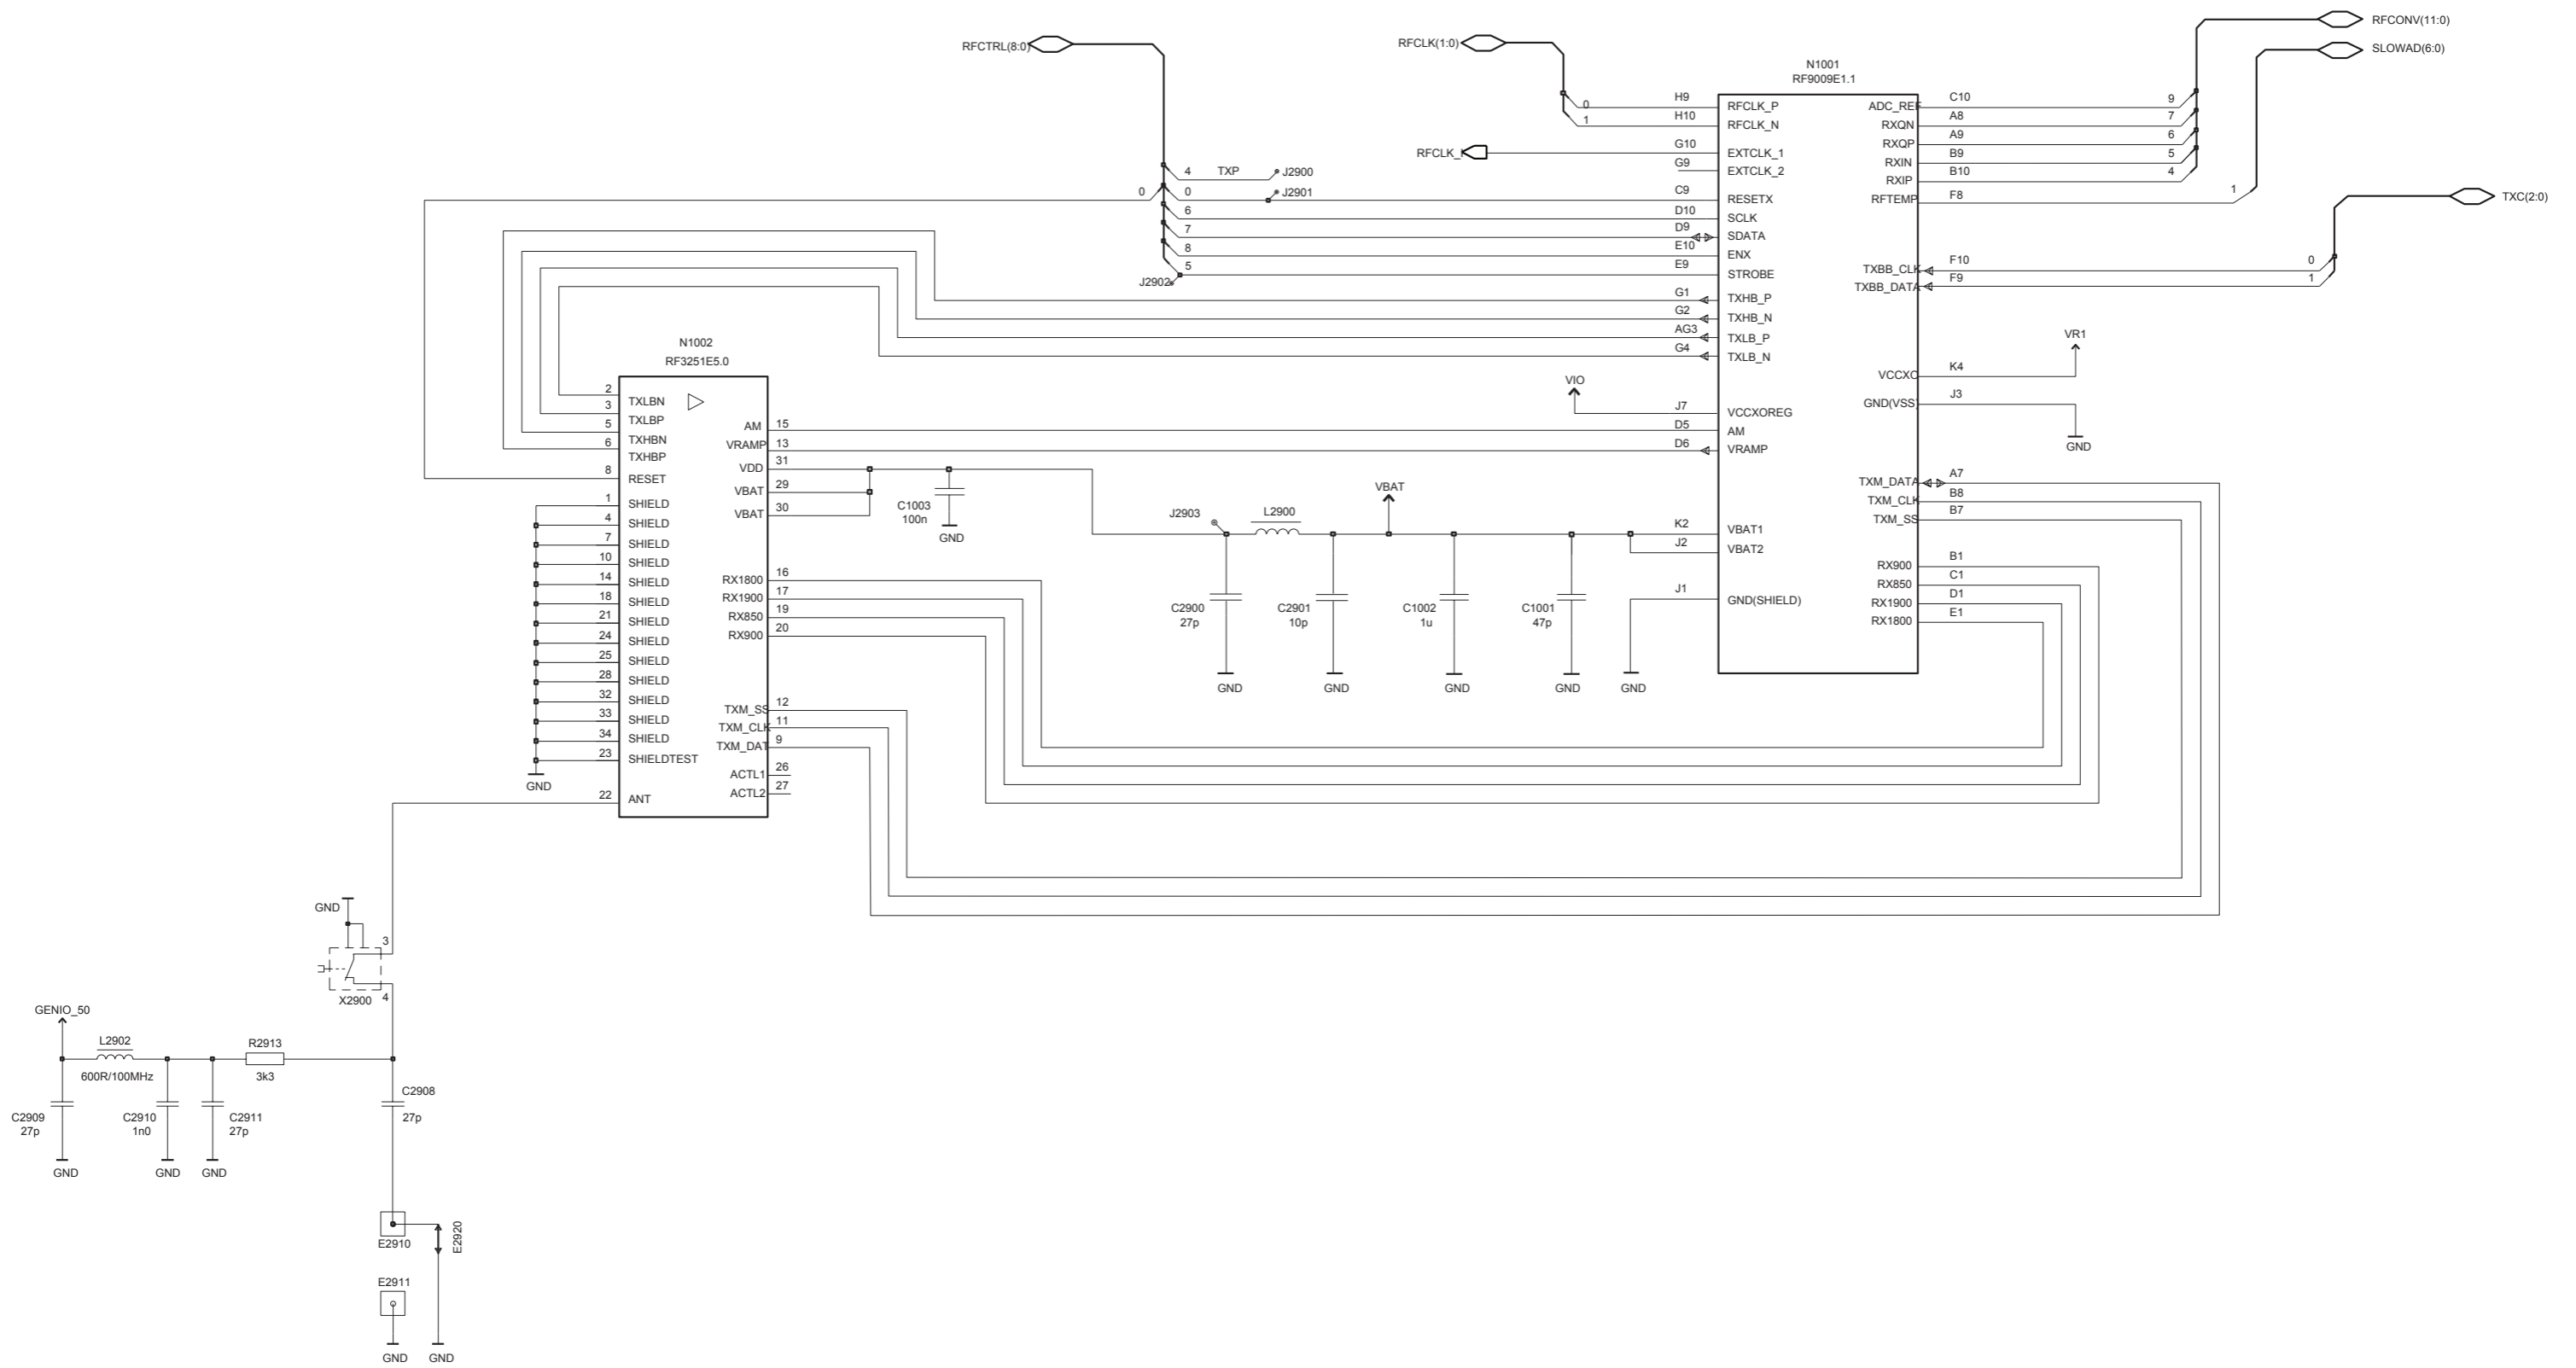 RFCONV(11:0)
RFCTRL(8:0)
RFCLK(1:0)
SLOWAD(6:0)
N1001
RF9009E1.1
H9 RFCLK_P ADC_REF C10 9
0
H10 RFCLK_N RXQN A8 7
1
RXQP A9 6
RFCLK_ G10 EXTCLK_1 RXIN B9 5
G9 EXTCLK_2 RXIP B10 4
4 TXP J2900
0 0 J2901 C9 RESETX RFTEMP F8 1 TXC(2:0)
6 D10 SCLK
7 D9 SDATA
8 E10 ENX
5 E9 STROBE TXBB_CLK F10 0
J2902 TXBB_DATA F9 1
G1 TXHB_P
G2 TXHB_N
AG3 TXLB_P
G4 TXLB_N
VR1
N1002
RF3251E5.0
VIO VCCXO K4
2 TXLBN
3 TXLBP J7 VCCXOREG GND(VSS) J3
5 TXHBN AM 15 D5 AM
6 TXHBP VRAMP 13 D6 VRAMP GND
8 RESET VDD 31
VBAT 29 TXM_DATA A7
1 SHIELD VBAT 30 C1003 100n VBAT TXM_CLK B8
4 SHIELD GND J2903 L2900 TXM_SS B7
7 SHIELD K2 VBAT1
10 SHIELD J2 VBAT2
14 SHIELD RX1800 16 RX900 B1
18 SHIELD RX1900 17 RX850 C1
21 SHIELD RX850 19 J1 GND(SHIELD) RX1900 D1
24 SHIELD RX900 20 RX1800 E1
C2900 C2901 C1002 C1001
27p 10p 1u 47p
25 SHIELD
28 SHIELD
GND GND GND GND GND
32 SHIELD
33 SHIELD TXM_SS 12
34 SHIELD TXM_CLK 11
23 SHIELDTEST TXM_DAT 9
GND ACTL1 26
22 ANT ACTL2 27
GND
3
X2900 4
GENIO_50
L2902 R2913
600R/100MHz 3k3
C2908
27p
C2909 C2910 C2911
27p 1n0 27p
GND GND GND
E2910 E2920
E2911
GND GND